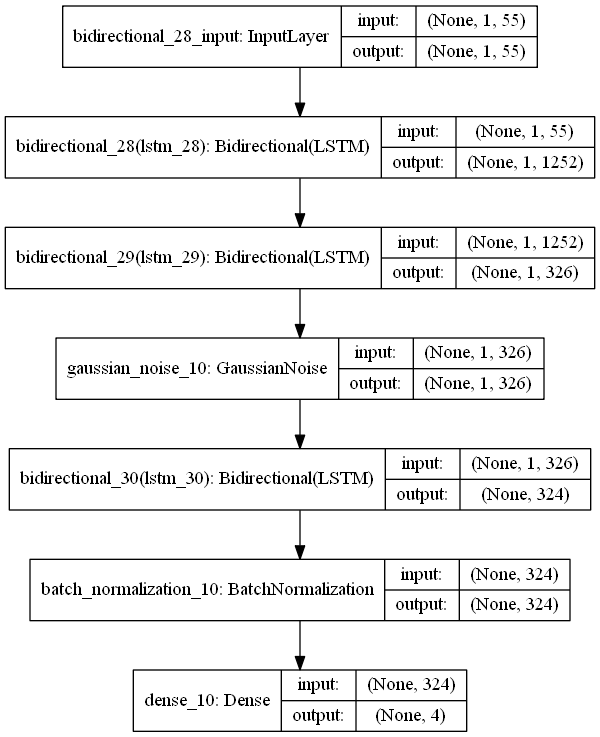 bidirectional_28_input: InputLayer
input:
(None, 1, 55)
output:
(None, 1, 55)
bidirectional_28(lstm_28): Bidirectional(LSTM)
input:
(None, 1, 55)
output:
(None, 1, 1252)
bidirectional_29(lstm_29): Bidirectional(LSTM)
input:
(None, 1, 1252)
output:
(None, 1, 326)
gaussian_noise_10: GaussianNoise
input:
(None, 1, 326)
output:
(None, 1, 326)
bidirectional_30(lstm_30): Bidirectional(LSTM)
input:
(None, 1, 326)
output:
(None, 324)
batch_normalization_10: BatchNormalization
input:
(None, 324)
output:
(None, 324)
dense_10: Dense
input:
(None, 324)
output:
(None, 4)